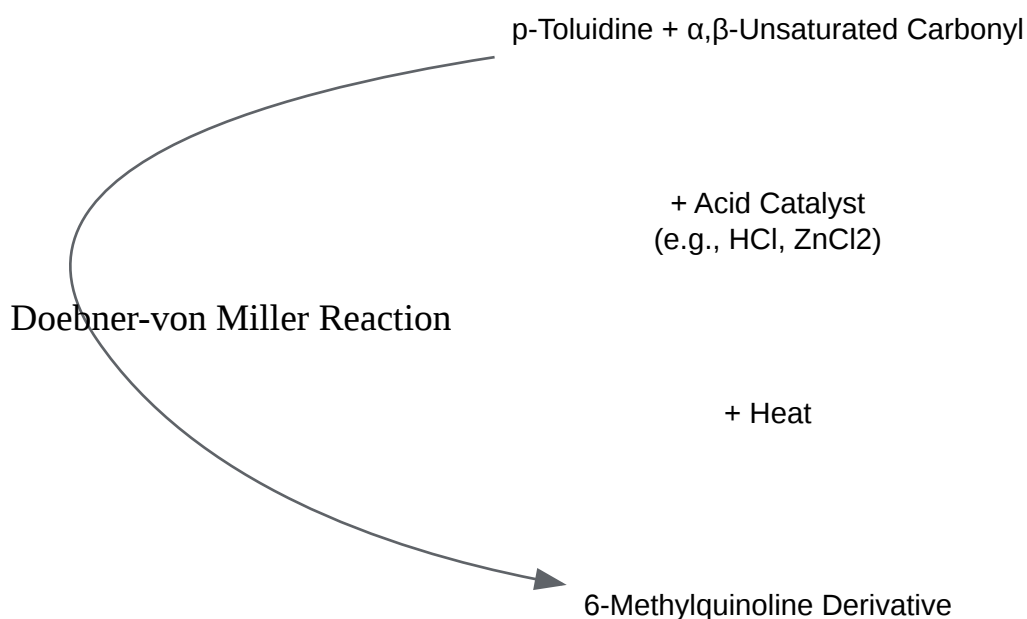 p-Toluidine + α,β-Unsaturated Carbonyl
+ Acid Catalyst
(e.g., HCl, ZnCl2)
Doebner-von Miller Reaction
+ Heat
6-Methylquinoline Derivative